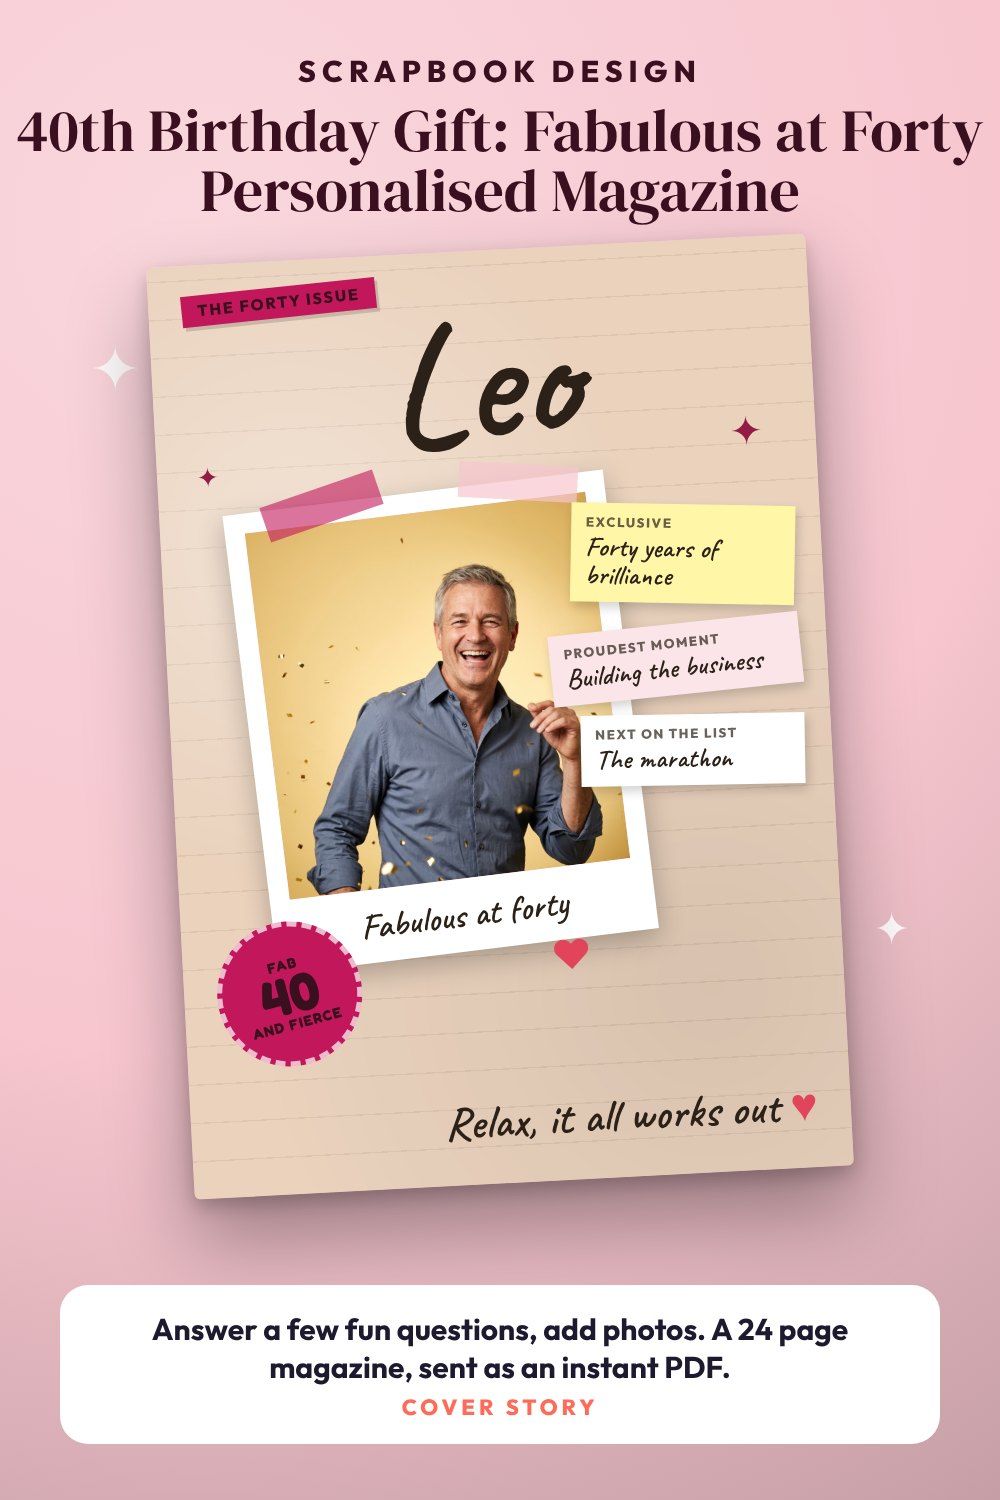 SCRAPBOOK DESIGN
40th Birthday Gift: Fabulous at Forty
Personalised Magazine
THE FORTY ISSUE
Leo
EXCLUSIVE
Forty years of
brilliance
PROUDEST MOMENT
Building the business
NEXT ON THE LIST
The marathon
Fabulous at forty
FAB
40
AND FIERCE
Relax, it all works out ♥
Answer a few fun questions, add photos. A 24 page
magazine, sent as an instant PDF.
COVER STORY